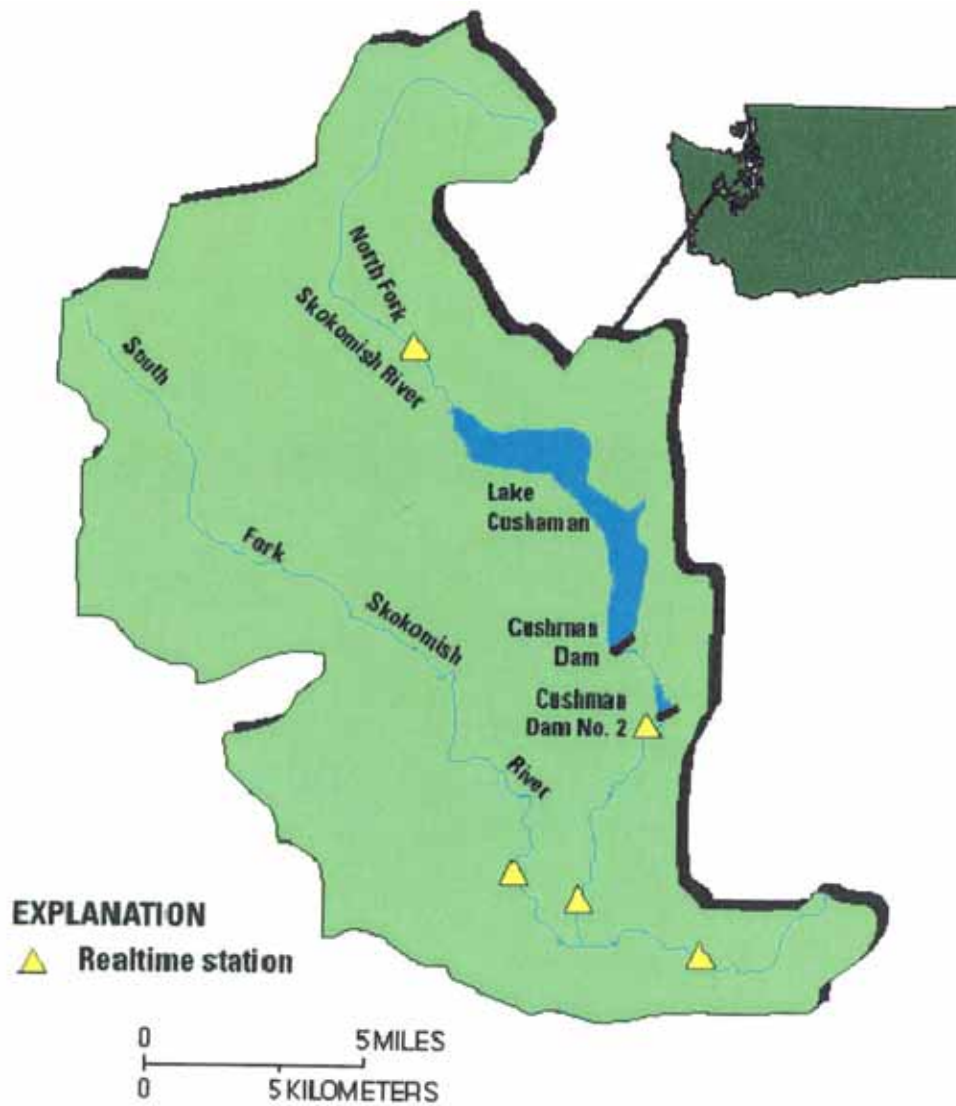 North Fork
Skokomish River
South
Fork
Skokomish
River
Lake
Cushaman
Cushman
Dam
Cushman
Dam No. 2
EXPLANATION
Realtime station
0 5 MILES
0 5 KILOMETERS